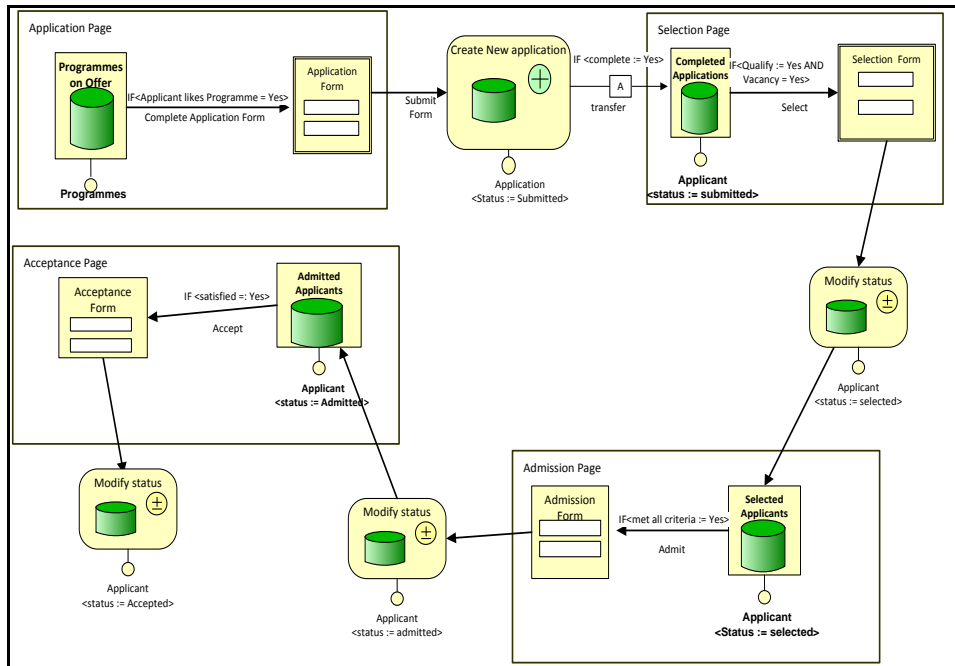 Application Page
Programmes
on Offer
IF<Applicant likes Programme = Yes>
Complete Application Form
Application
Form
Programmes
Submit
Form
Create New application
Application
<Status := Submitted>
IF <complete := Yes>
A
transfer
Selection Page
Completed
Applications
IF<Qualify := Yes AND
Vacancy = Yes>
Select
Selection Form
Applicant
<status := submitted>
Modify status
±
Applicant
<status := selected>
Admission Page
Selected
Applicants
IF<met all criteria := Yes>
Admit
Admission
Form
Applicant
<Status := selected>
Modify status
±
Applicant
<status := admitted>
Acceptance Page
Admitted
Applicants
IF <satisfied =: Yes>
Accept
Acceptance
Form
Applicant
<status := Admitted>
Modify status
±
Applicant
<status := Accepted>